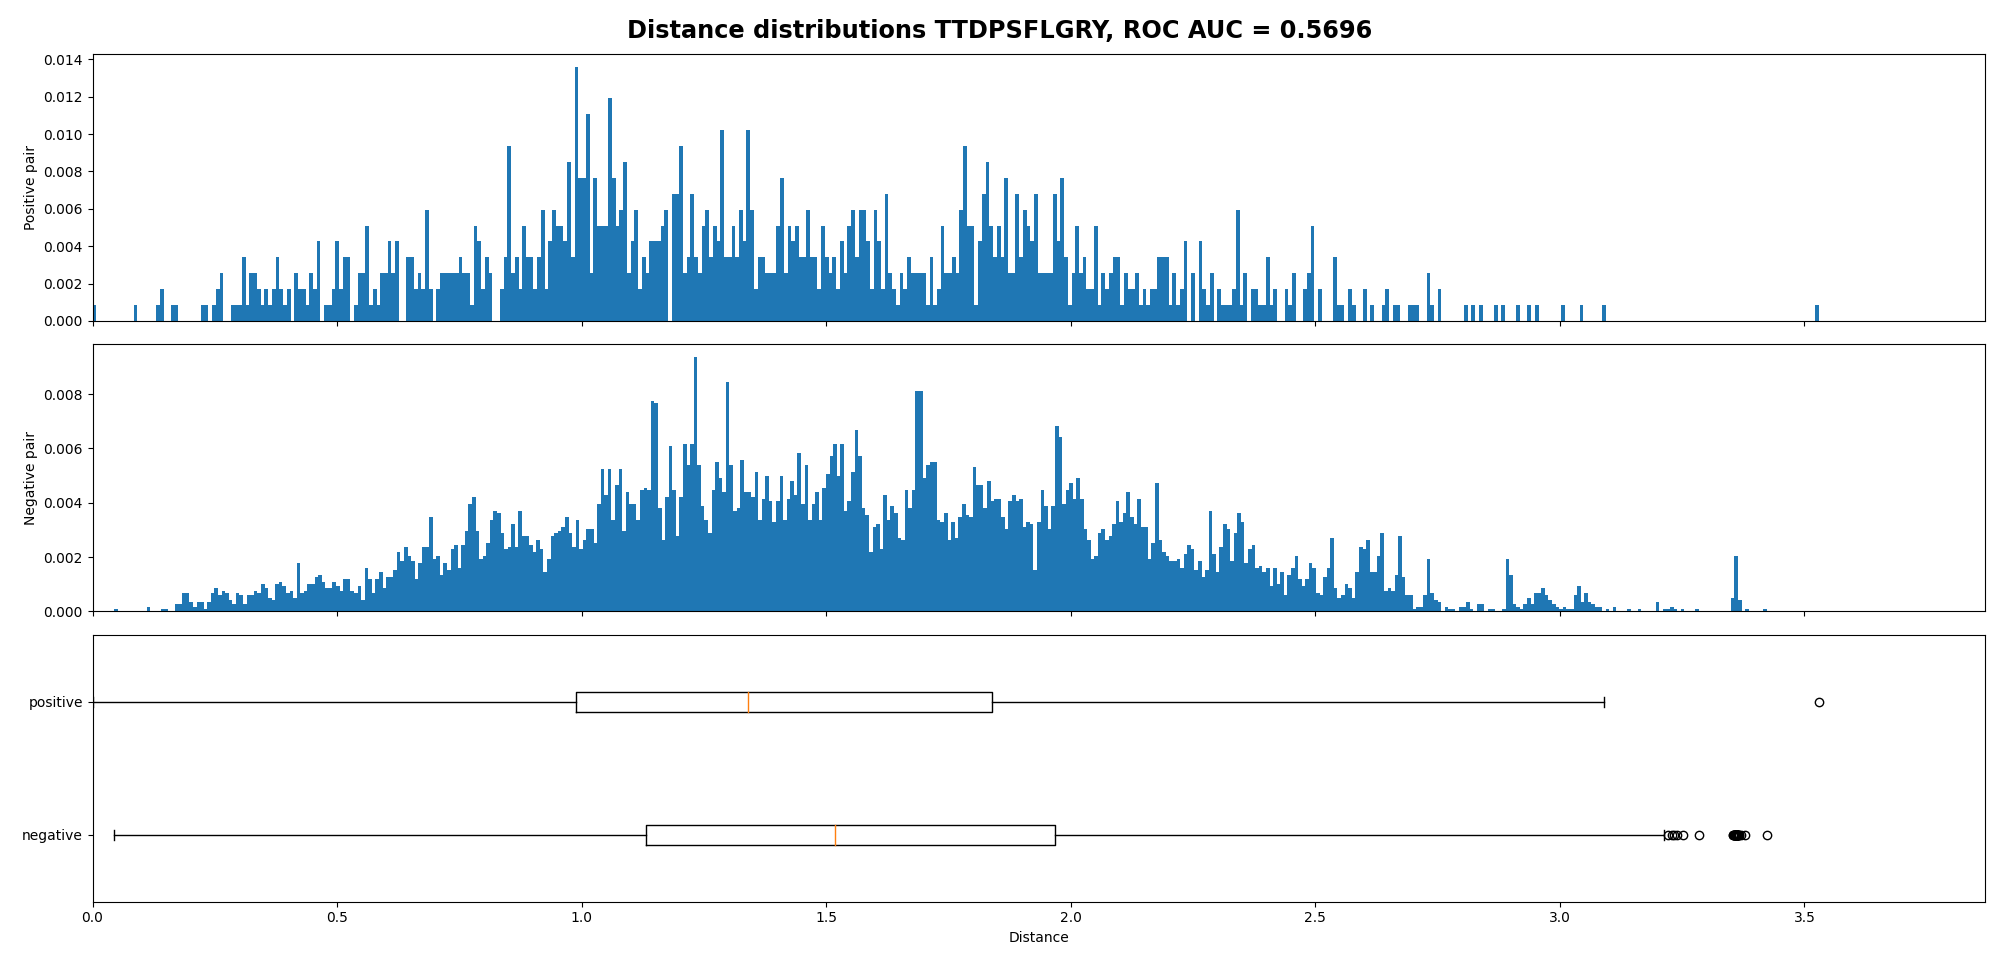 Distance distributions TTDPSFLGRY, ROC AUC = 0.5696
0.014
0.012
0.010
0.008
0.006
0.004
0.002
0.000
Positive pair
0.008
0.006
0.004
0.002
0.000
Negative pair
positive
negative
0.0 0.5 1.0 1.5 2.0 2.5 3.0 3.5
Distance